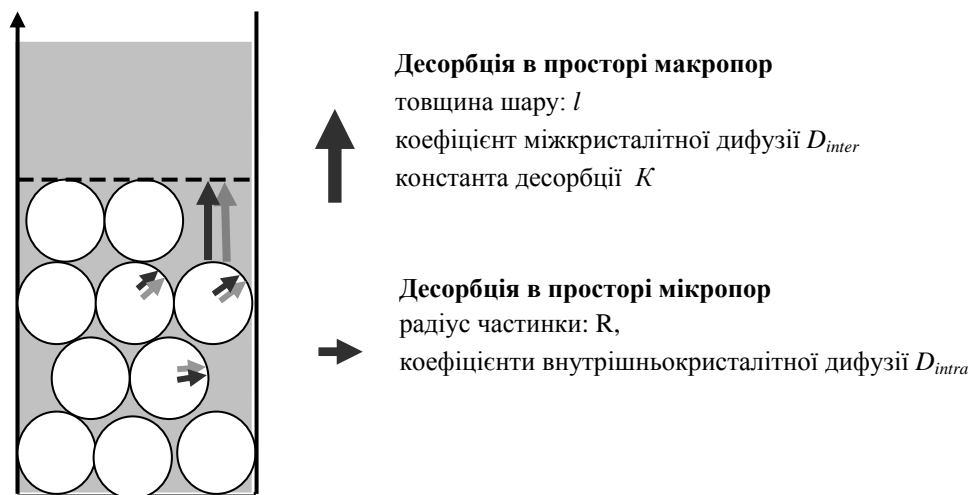 Десорбція в просторі макропор
товщина шару: l
коефіцієнт міжкристалітної дифузії Dinter
константа десорбції K
Десорбція в просторі мікропор
радіус частинки: R,
коефіцієнти внутрішньокристалітної дифузії Dintra